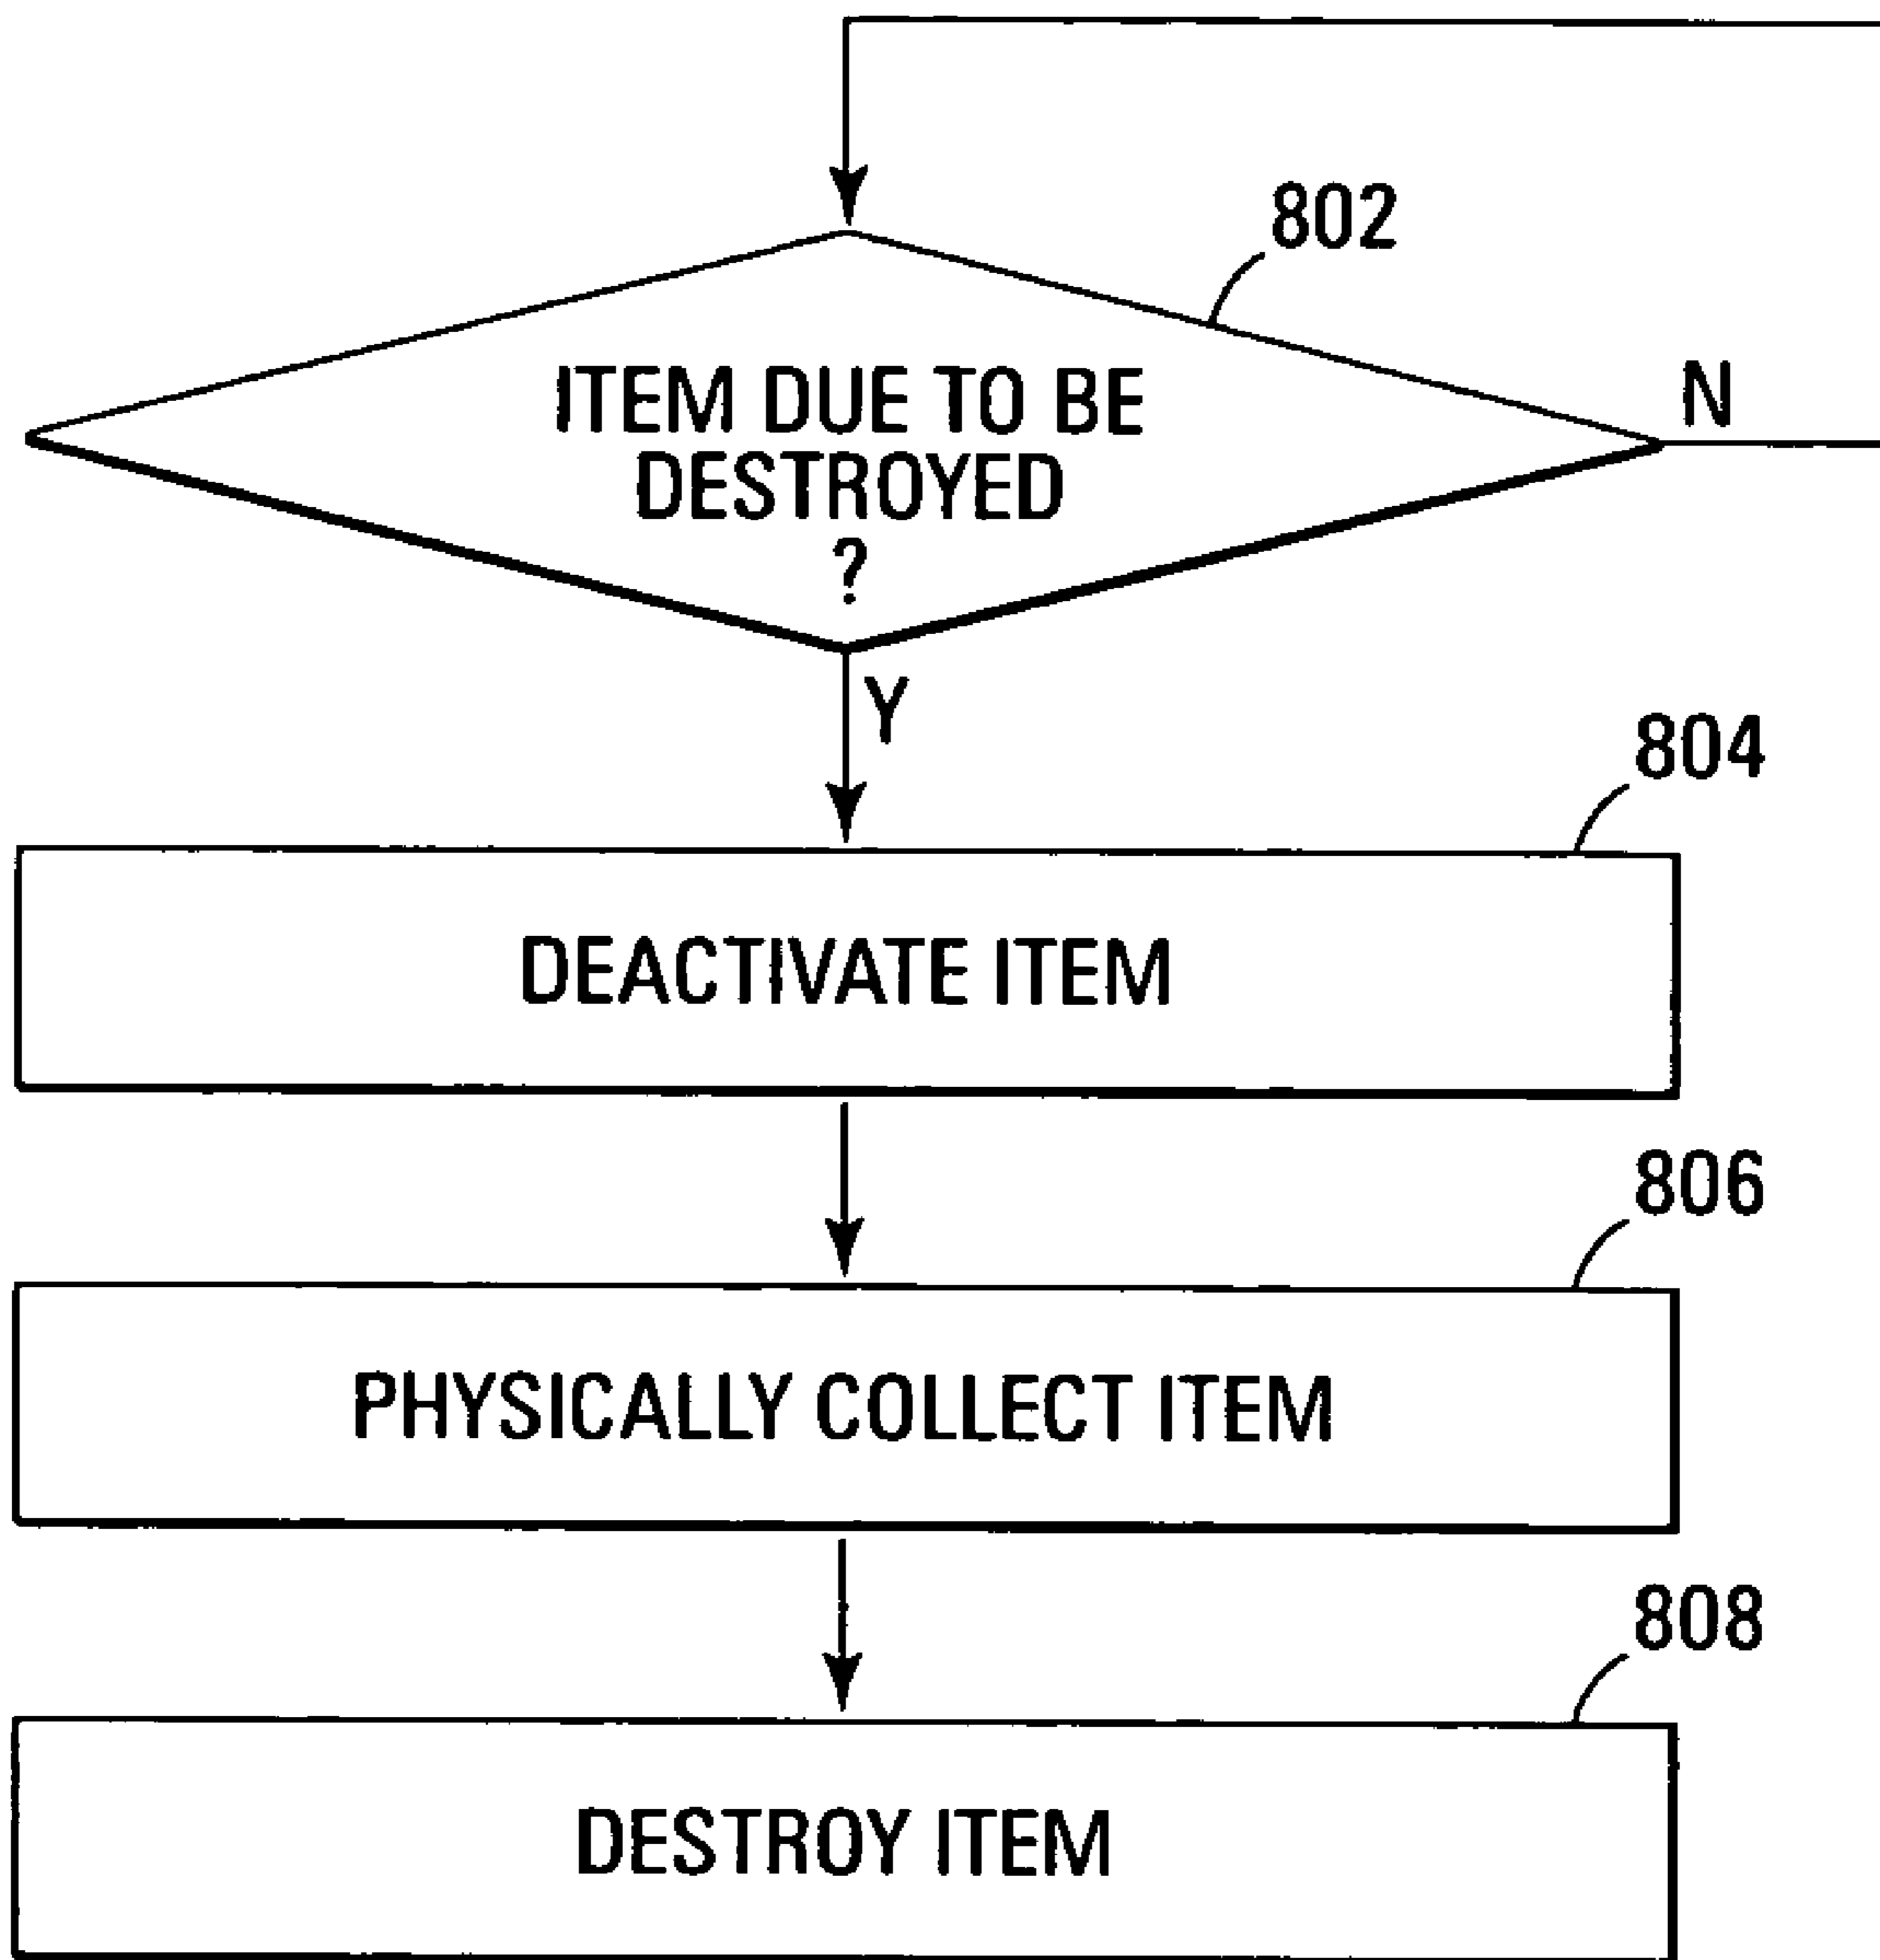 802
ITEM DUE TO BE
DESTROYED
?
N
Y
804
DEACTIVATE ITEM
806
PHYSICALLY COLLECT ITEM
808
DESTROY ITEM